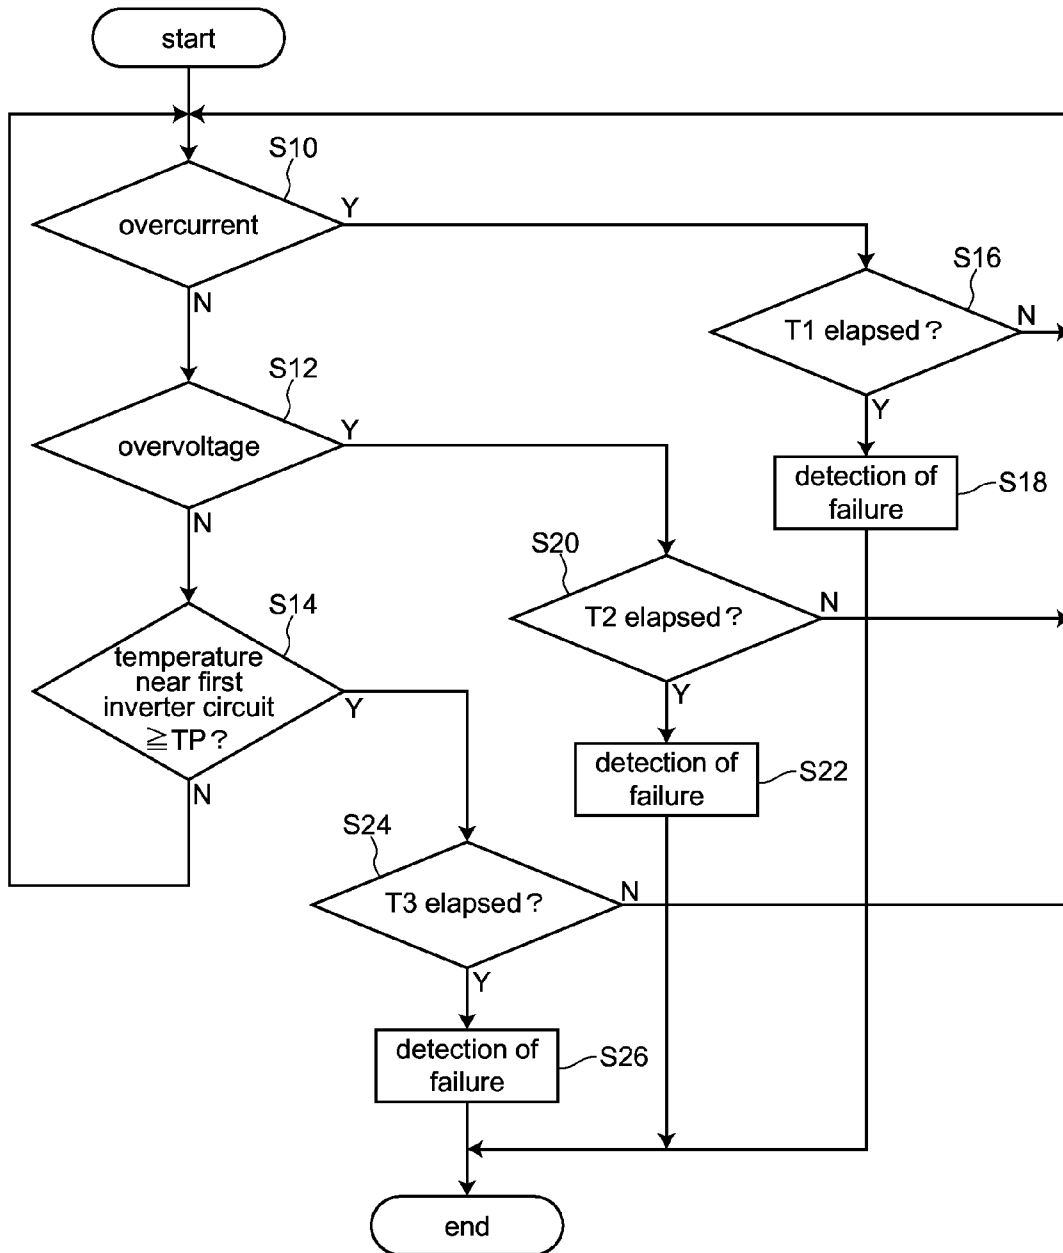 start
S10
overcurrent
Y
N
S16
T1 elapsed?
N
Y
S12
overvoltage
Y
N
detection of
failure
S18
S20
T2 elapsed?
N
Y
S14
temperature
near first
inverter circuit
≧TP?
Y
N
detection of
failure
S22
S24
T3 elapsed?
N
Y
detection of
failure
S26
end